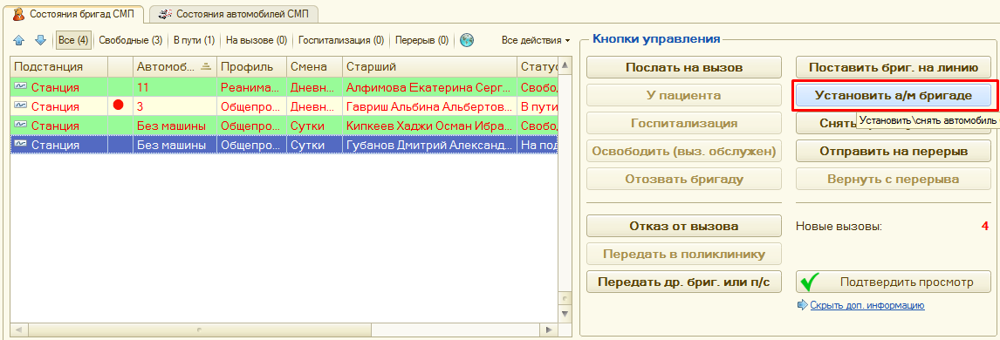 Состояния бригад СМП
Состояния автомобилей СМП
Все (4) Свободные (3) В пути (1) На вызове (0) Госпитализация (0) Перерыв (0) Все действия
Подстанция Автомоб... Профиль Смена Старший Статус
Станция 11 Реанима... Дневн... Алфимова Екатерина Серг... Свобо
Станция 3 Общепро... Дневн... Гавриш Альбина Альбертов... В пути
Станция Без машины Общепро... Сутки Кипкеев Хаджи Осман Ибра... Свобо
Станция Без машины Общепро... Сутки Губанов Дмитрий Александ... На под
Кнопки управления
Послать на вызов
Поставить бриг. на линию
У пациента
Установить а/м бригаде
Госпитализация
Снять
Установить\снять автомобиль
Освободить (выз. обслужен)
Отправить на перерыв
Отозвать бригаду
Вернуть с перерыва
Отказ от вызова
Новые вызовы: 4
Передать в поликлинику
Передать др. бриг. или п/с
Подтвердить просмотр
Скрыть доп. информацию